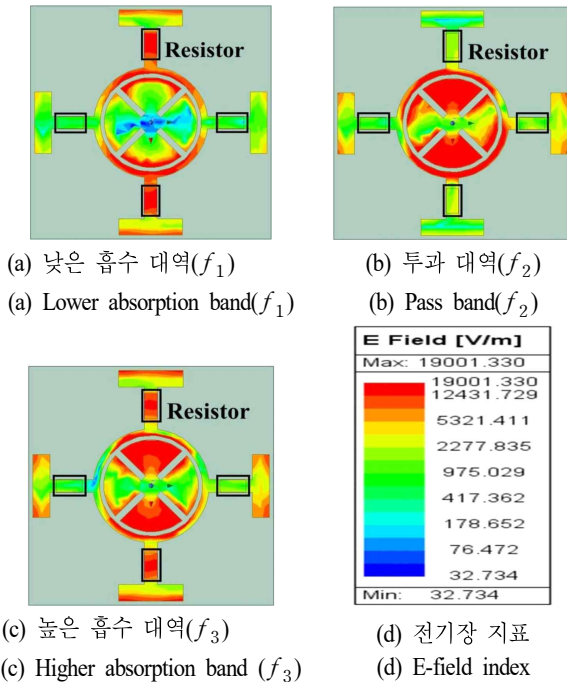 Resistor
Resistor
(a) 낮은 흡수 대역(f₁)
(a) Lower absorption band(f₁)
(b) 투과 대역(f₂)
(b) Pass band(f₂)
Resistor
(c) 높은 흡수 대역(f₃)
(c) Higher absorption band (f₃)
E Field [V/m]
Max: 19001.330
19001.330
12431.729
5321.411
2277.835
975.029
417.362
178.652
76.472
32.734
Min: 32.734
(d) 전기장 지표
(d) E-field index